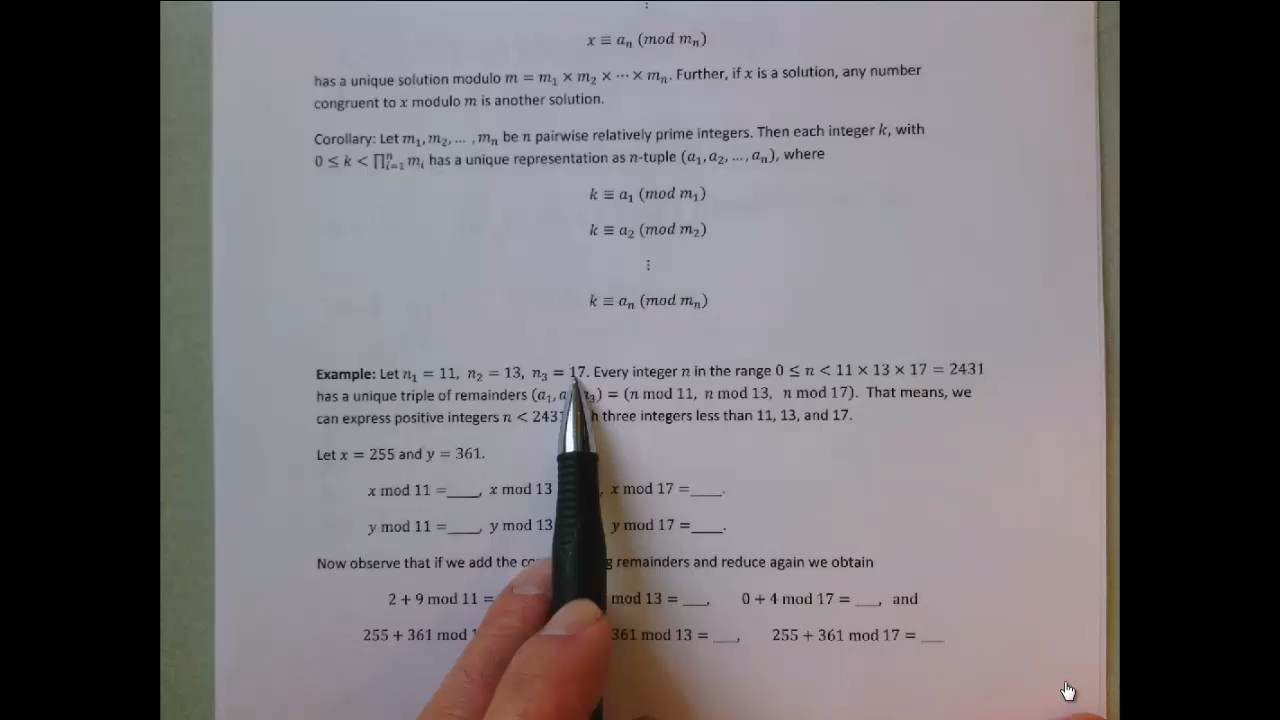 ⋮
x ≡ aₙ (mod mₙ)
has a unique solution modulo m = m₁ × m₂ × ⋯ × mₙ. Further, if x is a solution, any number
congruent to x modulo m is another solution.
Corollary: Let m₁, m₂, … , mₙ be n pairwise relatively prime integers. Then each integer k, with
0 ≤ k < ∏ⁿᵢ₌₁ mᵢ has a unique representation as n-tuple (a₁, a₂, … , aₙ), where
k ≡ a₁ (mod m₁)
k ≡ a₂ (mod m₂)
⋮
k ≡ aₙ (mod mₙ)
Example: Let n₁ = 11, n₂ = 13, n₃ = 17. Every integer n in the range 0 ≤ n < 11 × 13 × 17 = 2431
has a unique triple of remainders (a₁, a ₃) = (n mod 11, n mod 13, n mod 17). That means, we
can express positive integers n < 2431 h three integers less than 11, 13, and 17.
Let x = 255 and y = 361.
x mod 11 =____, x mod 13 , x mod 17 =____.
y mod 11 =____, y mod 13 y mod 17 =____.
Now observe that if we add the remainders and reduce again we obtain
2 + 9 mod 11 = mod 13 = ___, 0 + 4 mod 17 = ___, and
255 + 361 mod 361 mod 13 = ___, 255 + 361 mod 17 = ___